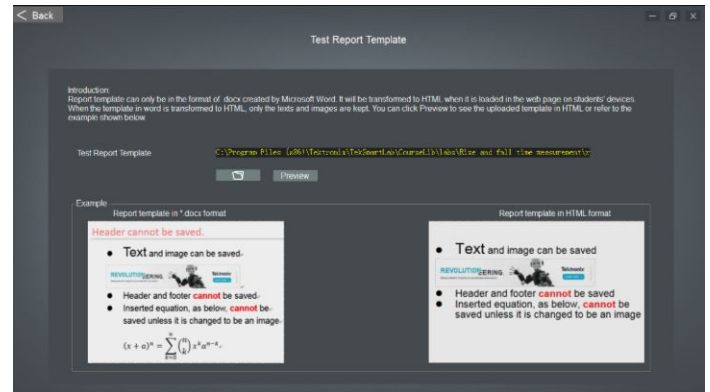 < Back
Test Report Template
Introduction:
Report template can only be in the format of .docx created by Microsoft Word. It will be transformed to HTML when it is loaded in the web page on students' devices.
When the template in word is transformed to HTML, only the texts and images are kept. You can click Preview to see the uploaded template in HTML or refer to the
example shown below
Test Report Template C:\Program Files (x86)\Tektronix\TekSmartLab\CourseLib\labs\Rise and fall time measurement\r
Preview
Example
Report template in *.docx format
Header cannot be saved.
● Text and image can be saved.
REVOLUTIONIZERING
Tektronix
● Header and footer cannot be saved
● Inserted equation, as below, cannot be
saved unless it is changed to be an image
(x + a)ⁿ = ∑ₖ₌₀ⁿ (n k) xᵏaⁿ⁻ᵏ
Report template in HTML format
● Text and image can be saved
REVOLUTIONIZERING
Tektronix
● Header and footer cannot be saved
● Inserted equation, as below, cannot be
saved unless it is changed to be an image